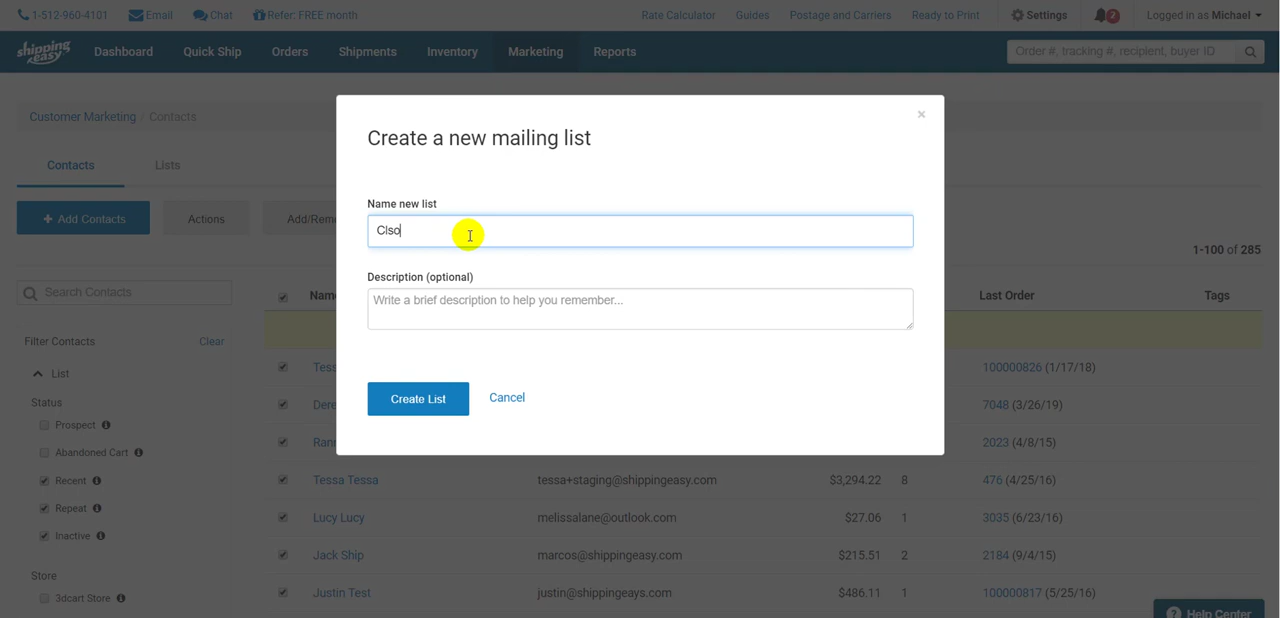 1-512-960-4101 Email Chat Refer: FREE month Rate Calculator Guides Postage and Carriers Ready to Print Settings 2 Logged in as Michael
shipping easy Dashboard Quick Ship Orders Shipments Inventory Marketing Reports Order #, tracking #, recipient, buyer ID
Customer Marketing / Contacts
Contacts Lists
+ Add Contacts Actions Add/Remo
1-100 of 285
Search Contacts
Name Last Order Tags
Create a new mailing list
×
Name new list
Clso
Description (optional)
Write a brief description to help you remember...
Create List Cancel
Filter Contacts Clear
List
Status
Prospect
Abandoned Cart
Recent
Repeat
Inactive
Store
3dcart Store
Tess 100000826 (1/17/18)
Dere 7048 (3/26/19)
Rann 2023 (4/8/15)
Tessa Tessa tessa+staging@shippingeasy.com $3,294.22 8 476 (4/25/16)
Lucy Lucy melissalane@outlook.com $27.06 1 3035 (6/23/16)
Jack Ship marcos@shippingeasy.com $215.51 2 2184 (9/4/15)
Justin Test justin@shippingeays.com $486.11 1 100000817 (5/25/16)
Help Center